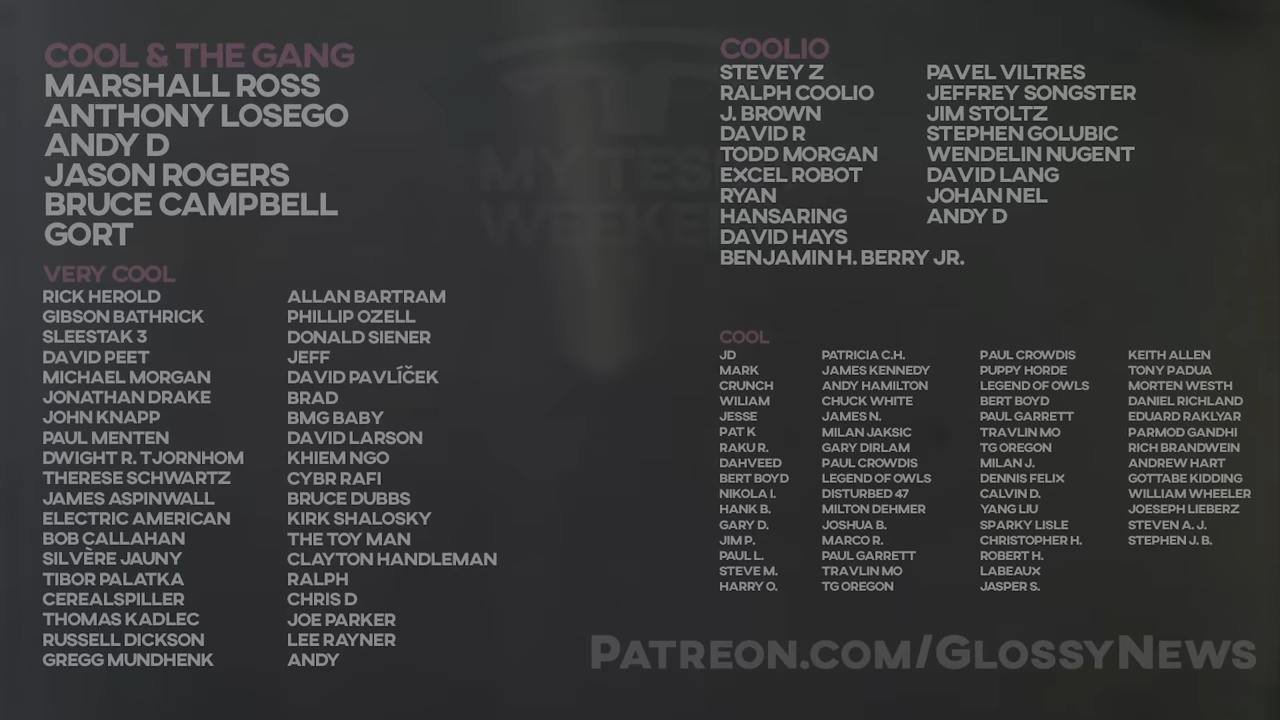 COOL & THE GANG
MARSHALL ROSS
ANTHONY LOSEGO
ANDY D
JASON ROGERS
BRUCE CAMPBELL
GORT
VERY COOL
RICK HEROLD
GIBSON BATHRICK
SLEESTAK 3
DAVID PEET
MICHAEL MORGAN
JONATHAN DRAKE
JOHN KNAPP
PAUL MENTEN
DWIGHT R. TJORNHOM
THERESE SCHWARTZ
JAMES ASPINWALL
ELECTRIC AMERICAN
BOB CALLAHAN
SILVÈRE JAUNY
TIBOR PALATKA
CEREALSPILLER
THOMAS KADLEC
RUSSELL DICKSON
GREGG MUNDHENK
ALLAN BARTRAM
PHILLIP OZELL
DONALD SIENER
JEFF
DAVID PAVLÍČEK
BRAD
BMG BABY
DAVID LARSON
KHIEM NGO
CYBR RAFI
BRUCE DUBBS
KIRK SHALOSKY
THE TOY MAN
CLAYTON HANDLEMAN
RALPH
CHRIS D
JOE PARKER
LEE RAYNER
ANDY
MY TES
WEEKE
COOLIO
STEVEY Z
RALPH COOLIO
J. BROWN
DAVID R
TODD MORGAN
EXCEL ROBOT
RYAN
HANSARING
DAVID HAYS
BENJAMIN H. BERRY JR.
PAVEL VILTRES
JEFFREY SONGSTER
JIM STOLTZ
STEPHEN GOLUBIC
WENDELIN NUGENT
DAVID LANG
JOHAN NEL
ANDY D
COOL
JD
MARK
CRUNCH
WILIAM
JESSE
PAT K
RAKU R.
DAHVEED
BERT BOYD
NIKOLA I.
HANK B.
GARY D.
JIM P.
PAUL L.
STEVE M.
HARRY O.
PATRICIA C.H.
JAMES KENNEDY
ANDY HAMILTON
CHUCK WHITE
JAMES N.
MILAN JAKSIC
GARY DIRLAM
PAUL CROWDIS
LEGEND OF OWLS
DISTURBED 47
MILTON DEHMER
JOSHUA B.
MARCO R.
PAUL GARRETT
TRAVLIN MO
TG OREGON
PAUL CROWDIS
PUPPY HORDE
LEGEND OF OWLS
BERT BOYD
PAUL GARRETT
TRAVLIN MO
TG OREGON
MILAN J.
DENNIS FELIX
CALVIN D.
YANG LIU
SPARKY LISLE
CHRISTOPHER H.
ROBERT H.
LABEAUX
JASPER S.
KEITH ALLEN
TONY PADUA
MORTEN WESTH
DANIEL RICHLAND
EDUARD RAKLYAR
PARMOD GANDHI
RICH BRANDWEIN
ANDREW HART
GOTTABE KIDDING
WILLIAM WHEELER
JOESEPH LIEBERZ
STEVEN A. J.
STEPHEN J. B.
PATREON.COM/GLOSSYNEWS